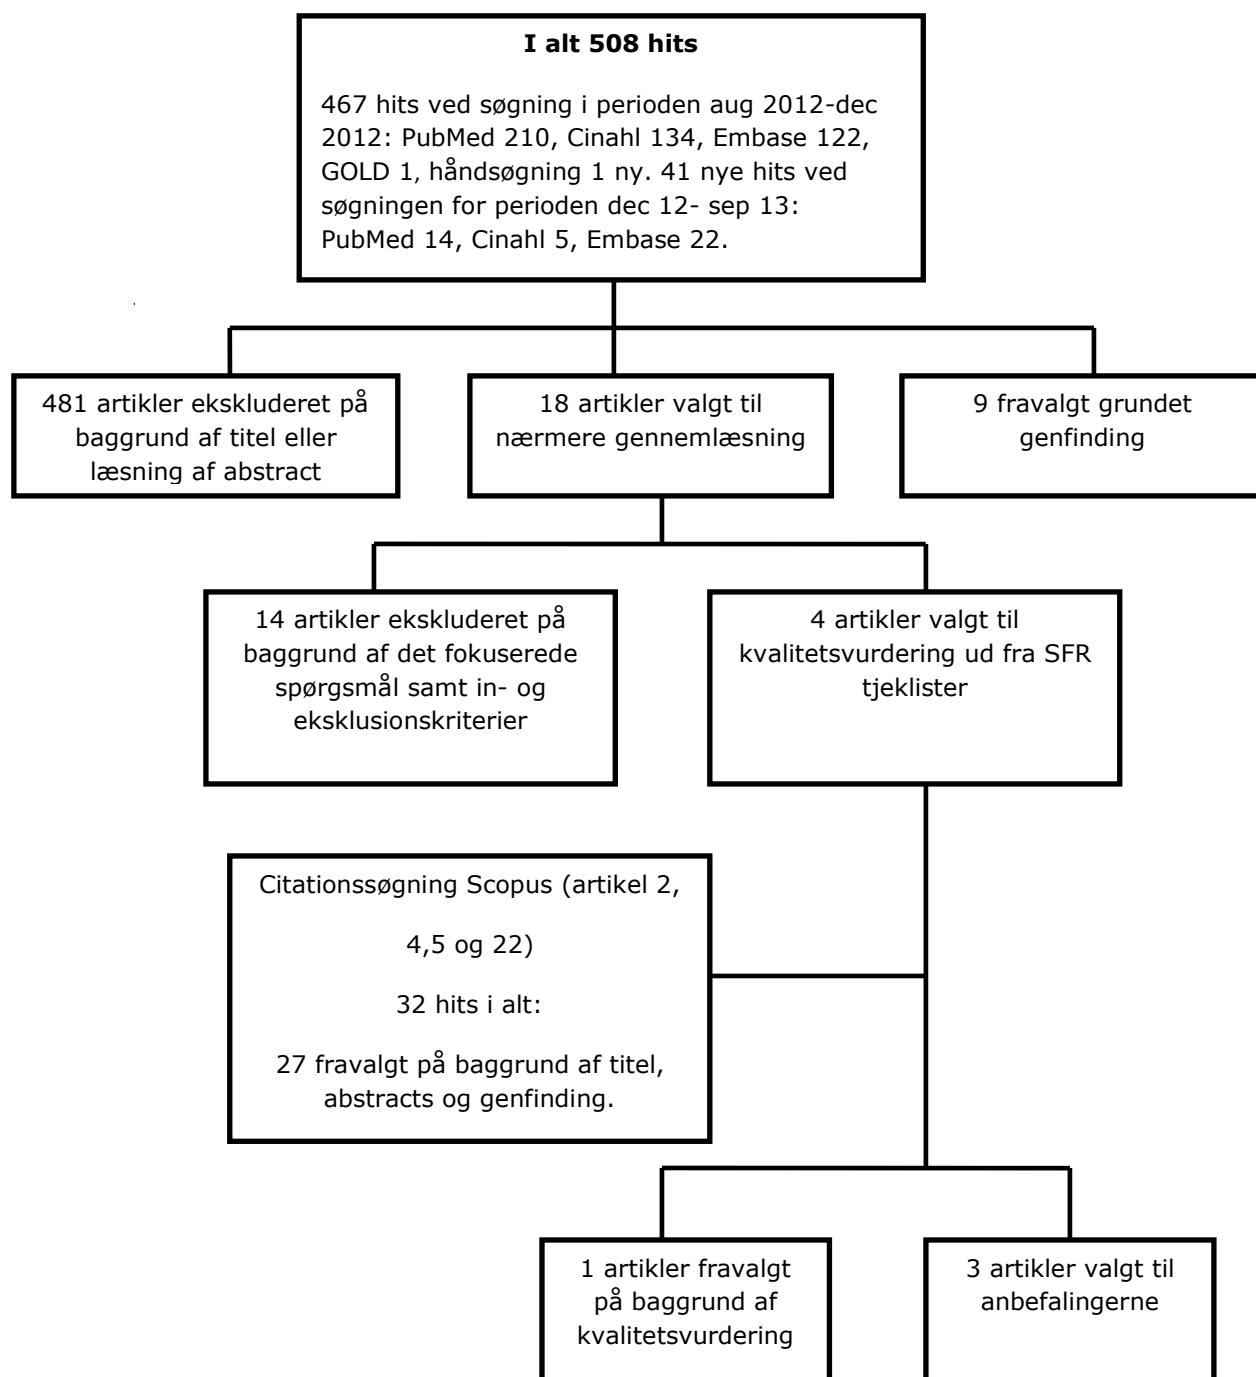 I alt 508 hits
467 hits ved søgning i perioden aug 2012-dec
2012: PubMed 210, Cinahl 134, Embase 122,
GOLD 1, håndsøgning 1 ny. 41 nye hits ved
søgningen for perioden dec 12- sep 13:
PubMed 14, Cinahl 5, Embase 22.
481 artikler ekskluderet på
baggrund af titel eller
læsning af abstract
18 artikler valgt til
nærmere gennemlæsning
9 fravalgt grundet
genfinding
14 artikler ekskluderet på
baggrund af det fokuserede
spørgsmål samt in- og
eksklusionskriterier
4 artikler valgt til
kvalitetsvurdering ud fra SFR
tjeklister
Citationssøgning Scopus (artikel 2,
4,5 og 22)
32 hits i alt:
27 fravalgt på baggrund af titel,
abstracts og genfinding.
1 artikler fravalgt
på baggrund af
kvalitetsvurdering
3 artikler valgt til
anbefalingerne